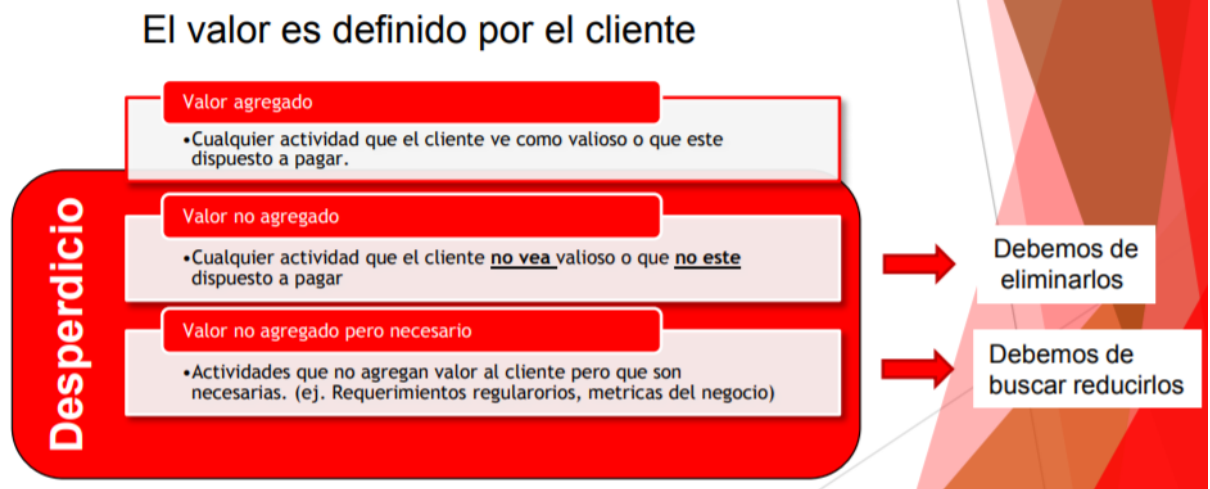 El valor es definido por el cliente
Valor agregado
•Cualquier actividad que el cliente ve como valioso o que este
dispuesto a pagar.
Desperdicio
Valor no agregado
•Cualquier actividad que el cliente no vea valioso o que no este
dispuesto a pagar
Debemos de
eliminarlos
Valor no agregado pero necesario
•Actividades que no agregan valor al cliente pero que son
necesarias. (ej. Requerimientos regularorios, metricas del negocio)
Debemos de
buscar reducirlos